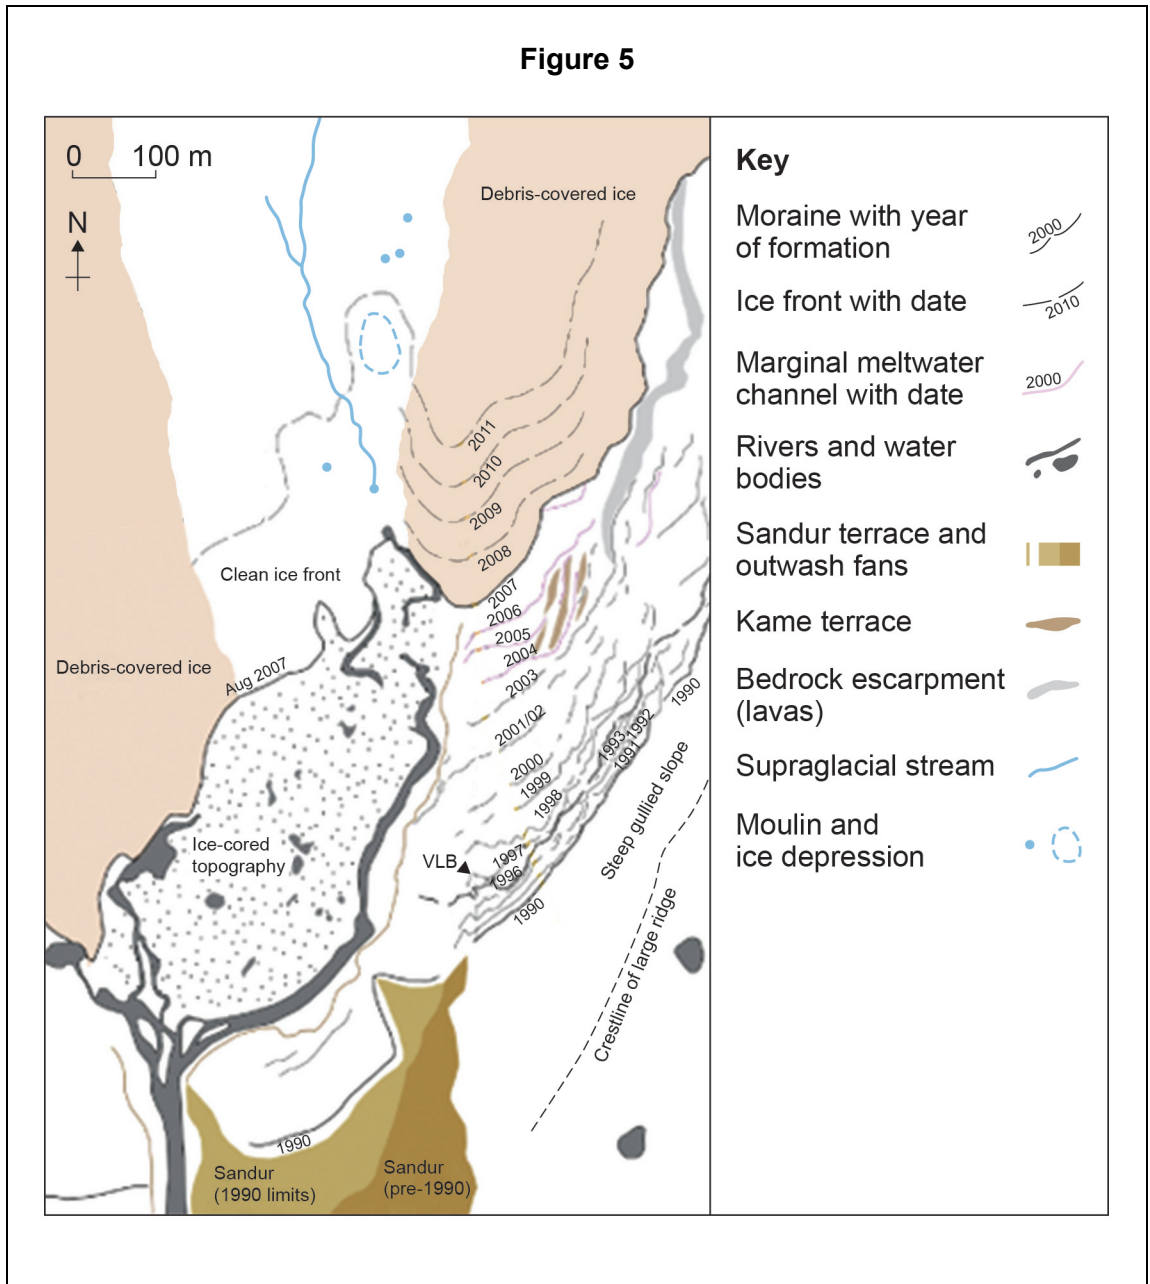 Figure 5
0 100 m
N
Debris-covered ice
2011
2010
2009
2008
Clean ice front
2007
2006
2005
2004
2003
Debris-covered ice
Aug 2007
2001/02
1990
1992
1993
1991
2000
1999
1998
Steep gullied slope
Ice-cored
topography
VLB
1997
1996
1990
Crestline of large ridge
1990
Sandur
(1990 limits)
Sandur
(pre-1990)
Key
Moraine with year
of formation
2000
Ice front with date
2010
Marginal meltwater
channel with date
2000
Rivers and water
bodies
Sandur terrace and
outwash fans
Kame terrace
Bedrock escarpment
(lavas)
Supraglacial stream
Moulin and
ice depression